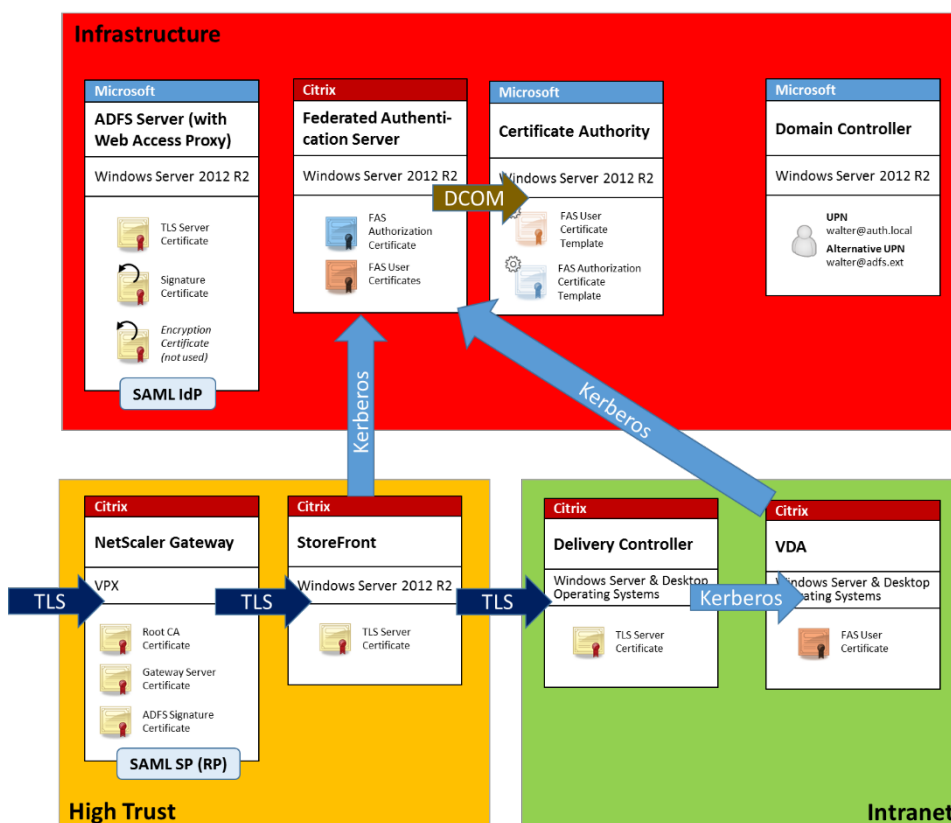 Infrastructure
Microsoft
ADFS Server (with
Web Access Proxy)
Windows Server 2012 R2
TLS Server
Certificate
Signature
Certificate
Encryption
Certificate
(not used)
SAML IdP
Citrix
Federated Authenti-
cation Server
Windows Server 2012 R2
FAS
Authorization
Certificate
FAS User
Certificates
DCOM
Microsoft
Certificate Authority
Windows Server 2012 R2
FAS User
Certificate
Template
FAS Authorization
Certificate
Template
Microsoft
Domain Controller
Windows Server 2012 R2
UPN
walter@auth.local
Alternative UPN
walter@adfs.ext
Kerberos
Kerberos
Citrix
NetScaler Gateway
VPX
TLS
Root CA
Certificate
Gateway Server
Certificate
ADFS Signature
Certificate
SAML SP (RP)
TLS
Citrix
StoreFront
Windows Server 2012 R2
TLS Server
Certificate
High Trust
TLS
Citrix
Delivery Controller
Windows Server & Desktop
Operating Systems
TLS Server
Certificate
Kerberos
Citrix
VDA
Windows Server & Desktop
Operating Systems
FAS User
Certificate
Intranet